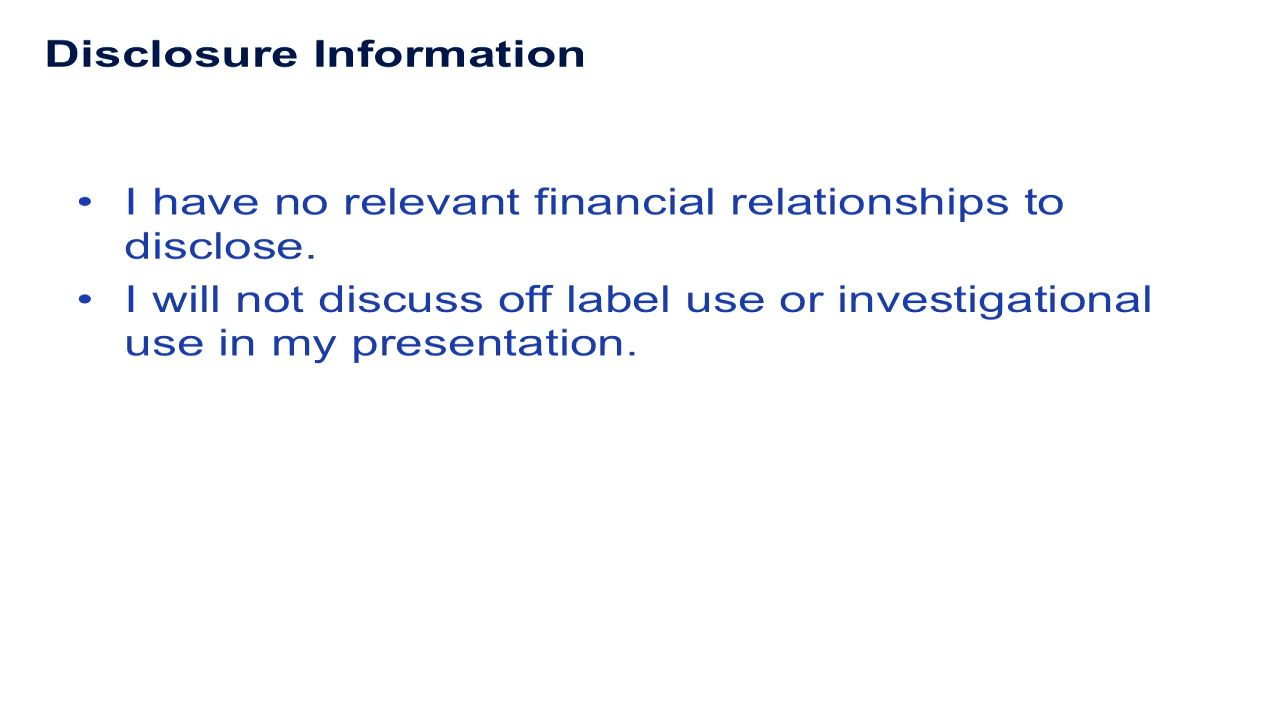 Disclosure Information
• I have no relevant financial relationships to
disclose.
• I will not discuss off label use or investigational
use in my presentation.